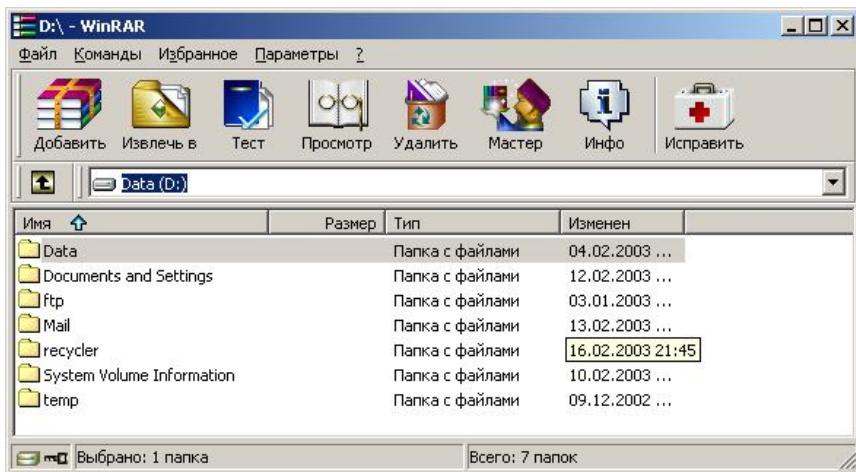 D:\ - WinRAR
Файл Команды Избранное Параметры ?
Добавить Извлечь в Тест Просмотр Удалить Мастер Инфо Исправить
Data (D:)
Имя Размер Тип Изменен
Data Папка с файлами 04.02.2003 ...
Documents and Settings Папка с файлами 12.02.2003 ...
ftp Папка с файлами 03.01.2003 ...
Mail Папка с файлами 13.02.2003 ...
recycler Папка с файлами 16.02.2003 21:45
System Volume Information Папка с файлами 10.02.2003 ...
temp Папка с файлами 09.12.2002 ...
Выбрано: 1 папка Всего: 7 папок